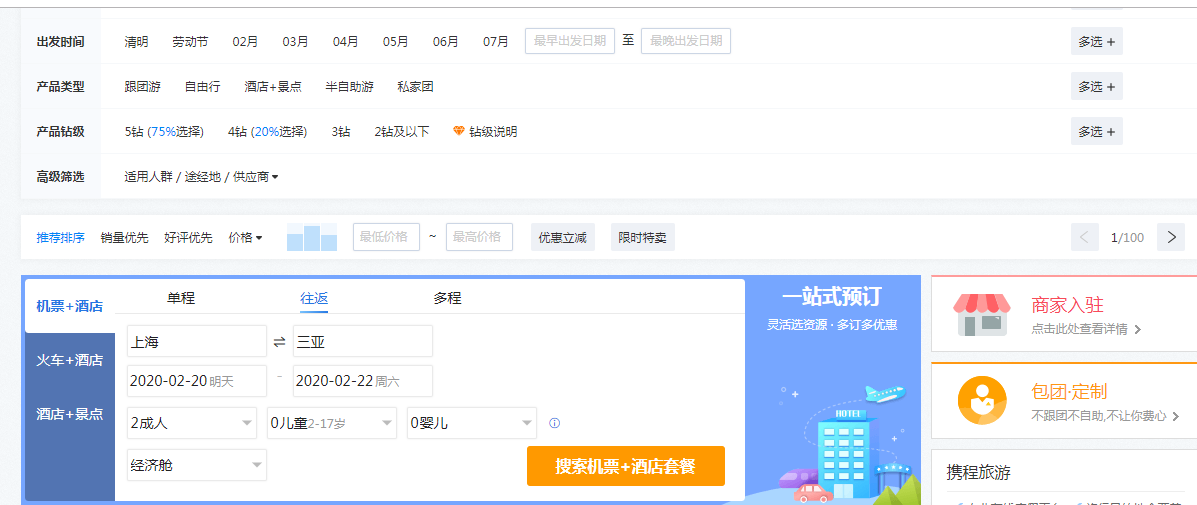 出发时间 清明 劳动节 02月 03月 04月 05月 06月 07月 最早出发日期 至 最晚出发日期 多选 +
产品类型 跟团游 自由行 酒店+景点 半自助游 私家团 多选 +
产品钻级 5钻 (75%选择) 4钻 (20%选择) 3钻 2钻及以下 钻级说明 多选 +
高级筛选 适用人群 / 途经地 / 供应商
推荐排序 销量优先 好评优先 价格 最低价格 ~ 最高价格 优惠立减 限时特卖 1/100
机票+酒店
火车+酒店
酒店+景点
单程 往返 多程
上海 三亚
2020-02-20 明天 - 2020-02-22 周六
2成人 0儿童 2-17岁 0婴儿
经济舱 搜索机票+酒店套餐
一站式预订
灵活选资源 · 多订多优惠
HOTEL
商家入驻
点击此处查看详情
包团·定制
不跟团不自助,不让你费心
携程旅游